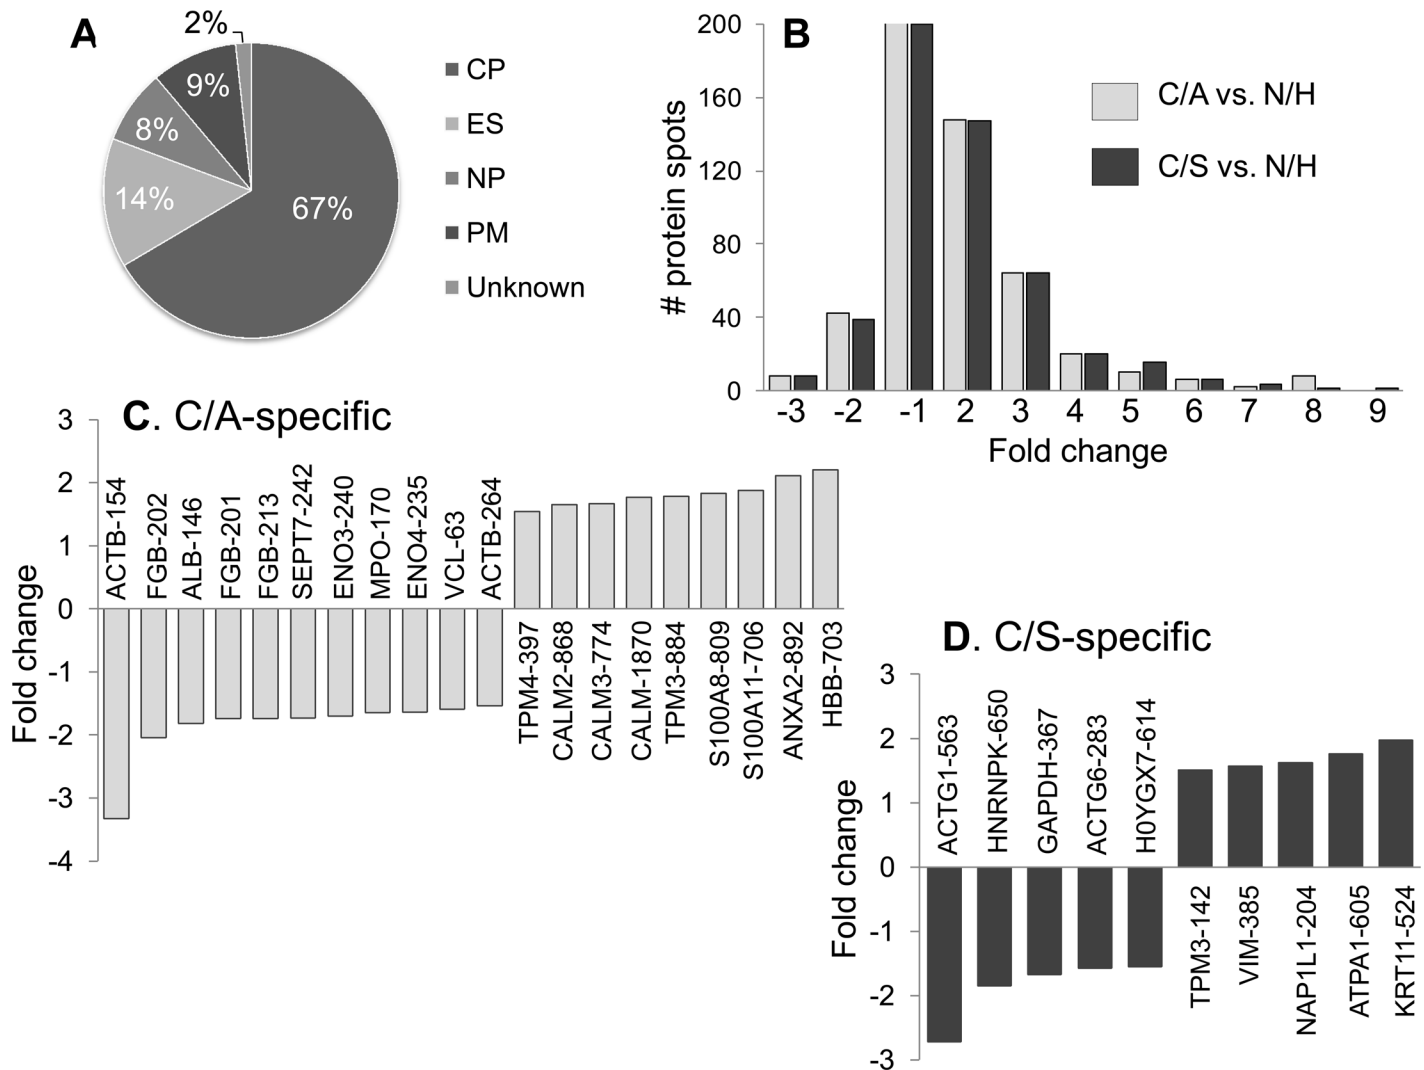 A
2%
9%
8%
14%
67%
CP
ES
NP
PM
Unknown
B
200
160
120
80
40
0
# protein spots
C/A vs. N/H
C/S vs. N/H
-3 -2 -1 2 3 4 5 6 7 8 9
Fold change
C. C/A-specific
3
2
1
0
-1
-2
-3
-4
Fold change
ACTB-154
FGB-202
ALB-146
FGB-201
FGB-213
SEPT7-242
ENO3-240
MPO-170
ENO4-235
VCL-63
ACTB-264
TPM4-397
CALM2-868
CALM3-774
CALM-1870
TPM3-884
S100A8-809
S100A11-706
ANXA2-892
HBB-703
D. C/S-specific
3
2
1
0
-1
-2
-3
Fold change
ACTG1-563
HNRNPK-650
GAPDH-367
ACTG6-283
H0YGX7-614
TPM3-142
VIM-385
NAP1L1-204
ATPA1-605
KRT11-524